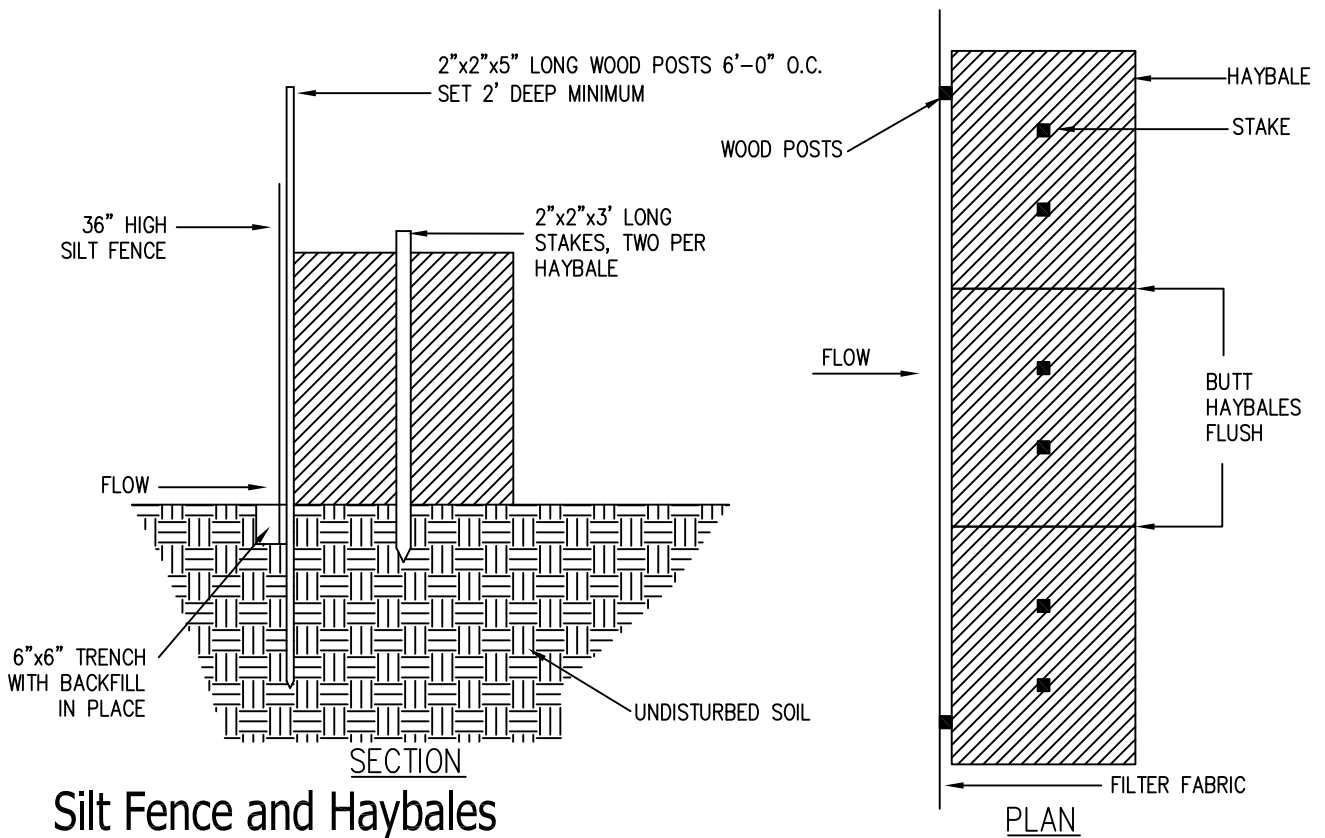 2"x2"x5" LONG WOOD POSTS 6'-0" O.C.
SET 2' DEEP MINIMUM
36" HIGH
SILT FENCE
2"x2"x3' LONG
STAKES, TWO PER
HAYBALE
FLOW
6"x6" TRENCH
WITH BACKFILL
IN PLACE
UNDISTURBED SOIL
SECTION
Silt Fence and Haybales
HAYBALE
STAKE
WOOD POSTS
FLOW
BUTT
HAYBALES
FLUSH
FILTER FABRIC
PLAN